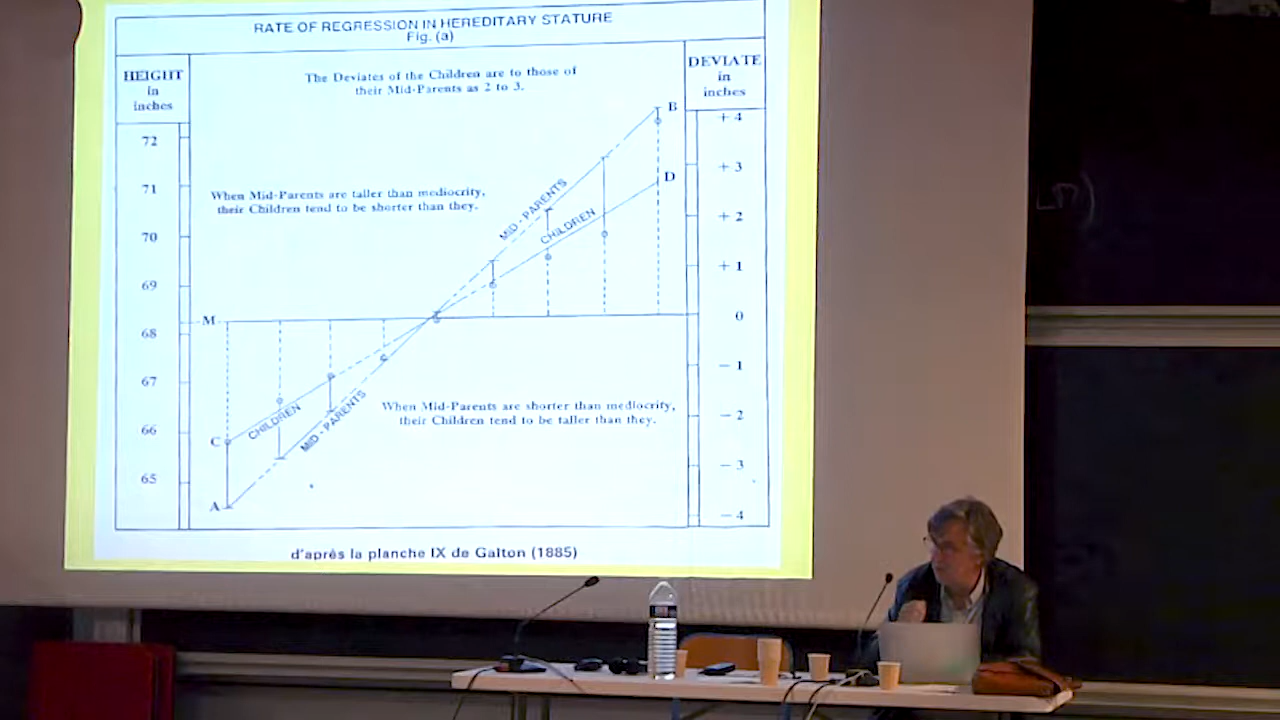 RATE OF REGRESSION IN HEREDITARY STATURE
Fig. (a)
HEIGHT
in
inches
DEVIATE
in
inches
The Deviates of the Children are to those of
their Mid-Parents as 2 to 3.
When Mid-Parents are taller than mediocrity,
their Children tend to be shorter than they.
MID - PARENTS
CHILDREN
B
D
72
71
70
69
68
67
66
65
M
+ 4
+ 3
+ 2
+ 1
0
− 1
− 2
− 3
− 4
C
A
CHILDREN
MID - PARENTS
When Mid-Parents are shorter than mediocrity,
their Children tend to be taller than they.
d'après la planche IX de Galton (1885)